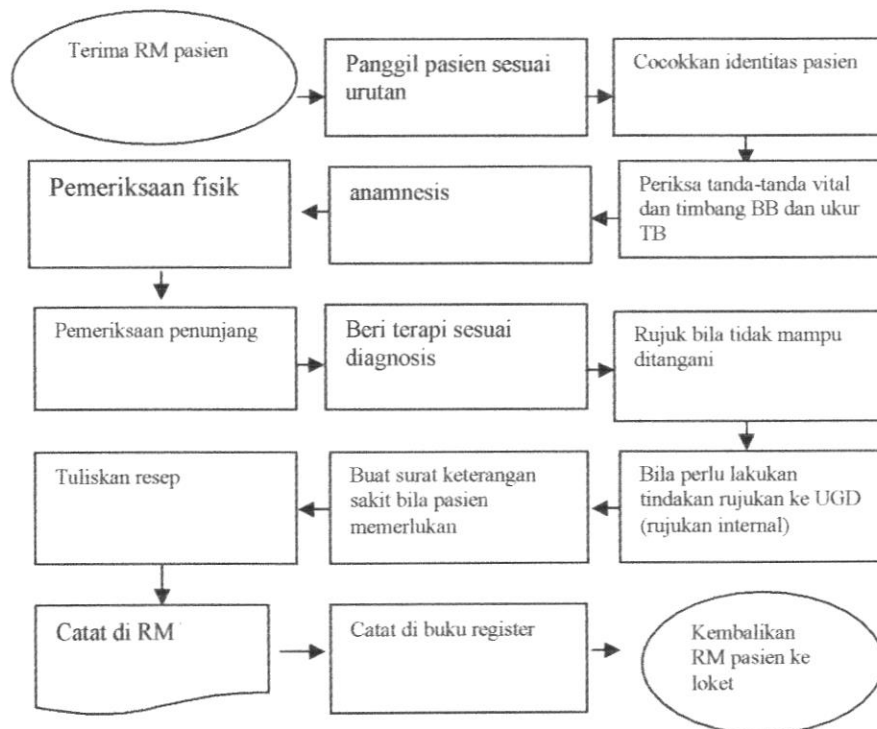 Terima RM pasien
Panggil pasien sesuai
urutan
Cocokkan identitas pasien
Periksa tanda-tanda vital
dan timbang BB dan ukur
TB
anamnesis
Pemeriksaan fisik
Pemeriksaan penunjang
Beri terapi sesuai
diagnosis
Rujuk bila tidak mampu
ditangani
Bila perlu lakukan
tindakan rujukan ke UGD
(rujukan internal)
Buat surat keterangan
sakit bila pasien
memerlukan
Tuliskan resep
Catat di RM
Catat di buku register
Kembalikan
RM pasien ke
loket